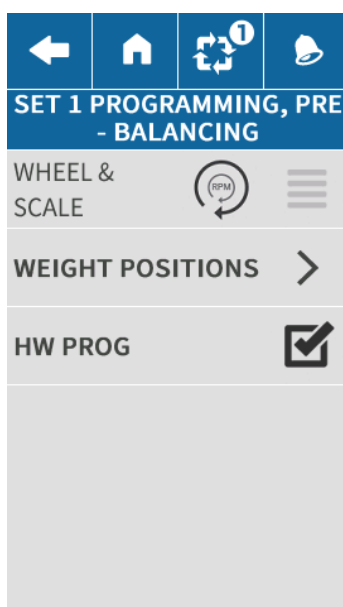 1
SET 1 PROGRAMMING, PRE
- BALANCING
WHEEL &
SCALE
RPM
WEIGHT POSITIONS
HW PROG